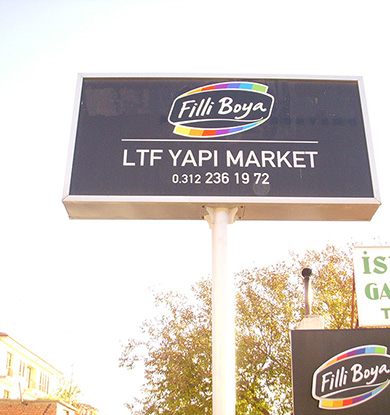 Filli Boya
LTF YAPI MARKET
0.312 236 19 72
Filli Boya